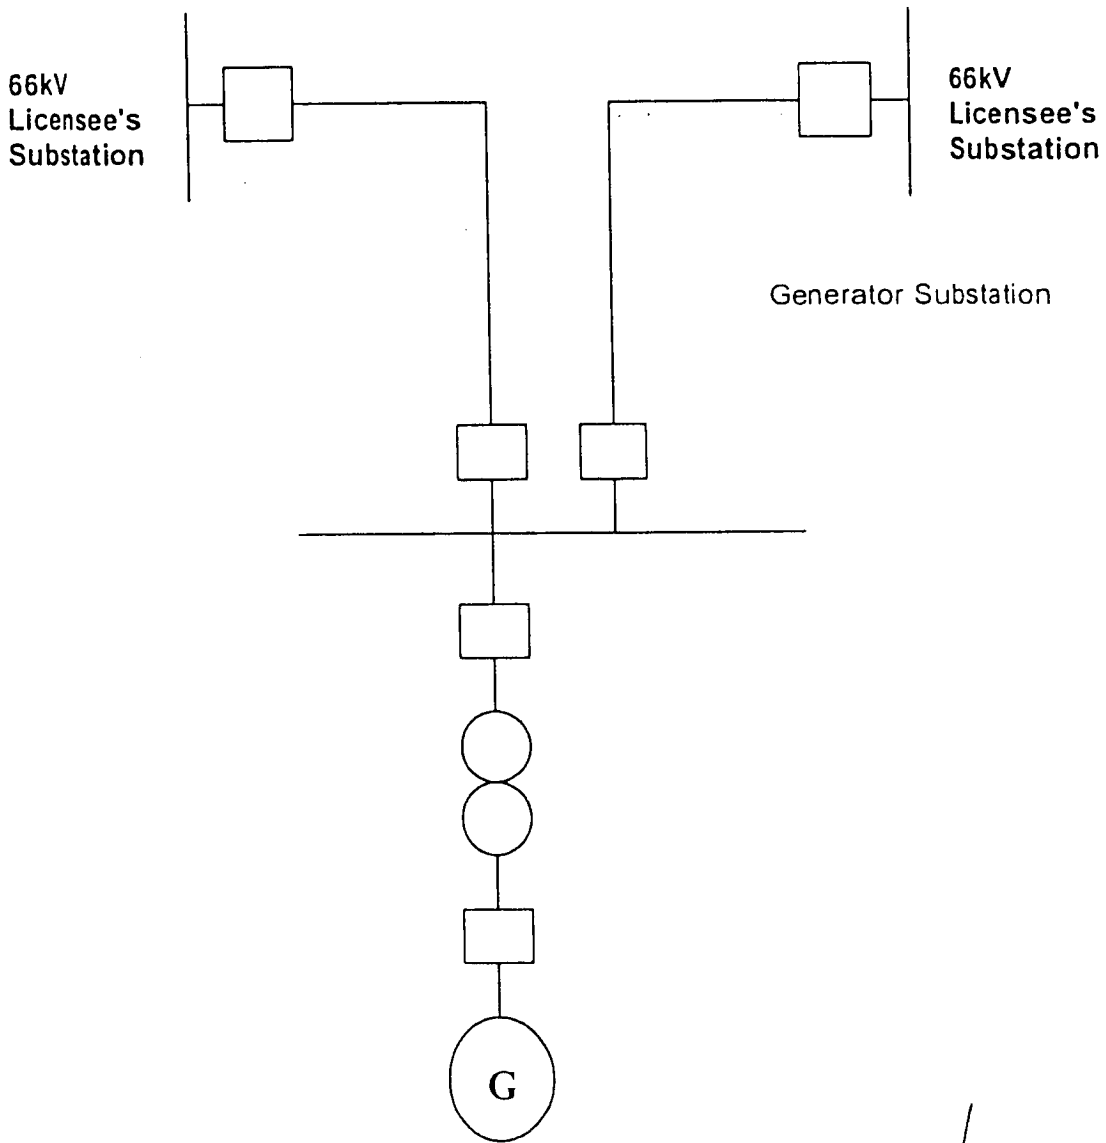 66kV
Licensee's
Substation
66kV
Licensee's
Substation
Generator Substation
G